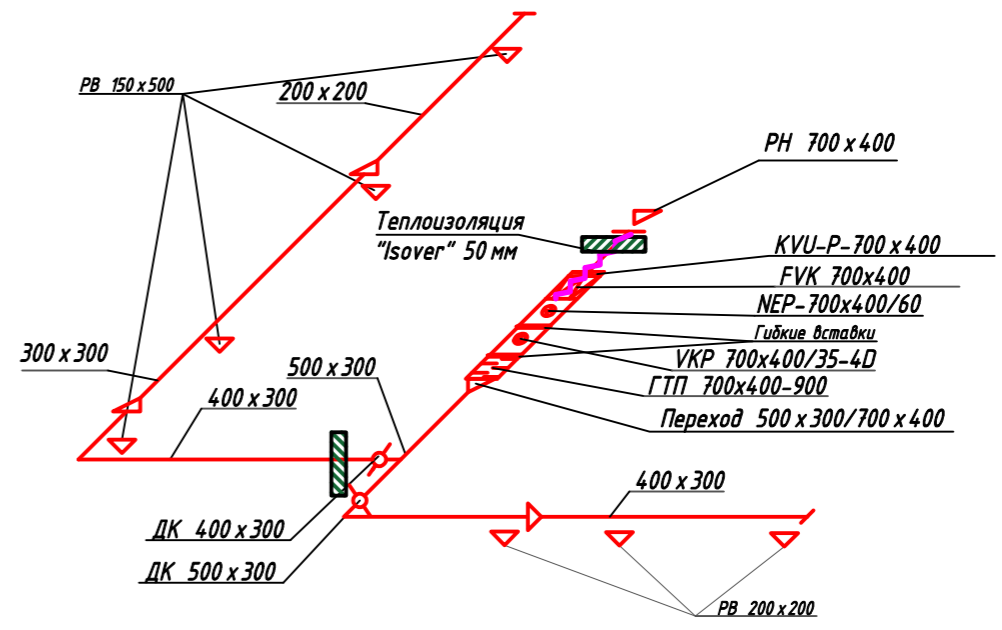 РВ 150 x 500
200 x 200
РН 700 x 400
Теплоизоляция
"Isover" 50 мм
KVU-P-700 x 400
FVK 700x400
NEP-700x400/60
Гибкие вставки
VKP 700x400/35-4D
ГТП 700x400-900
Переход 500 x 300/700 x 400
300 x 300
500 x 300
400 x 300
400 x 300
ДК 400 x 300
ДК 500 x 300
РВ 200 x 200